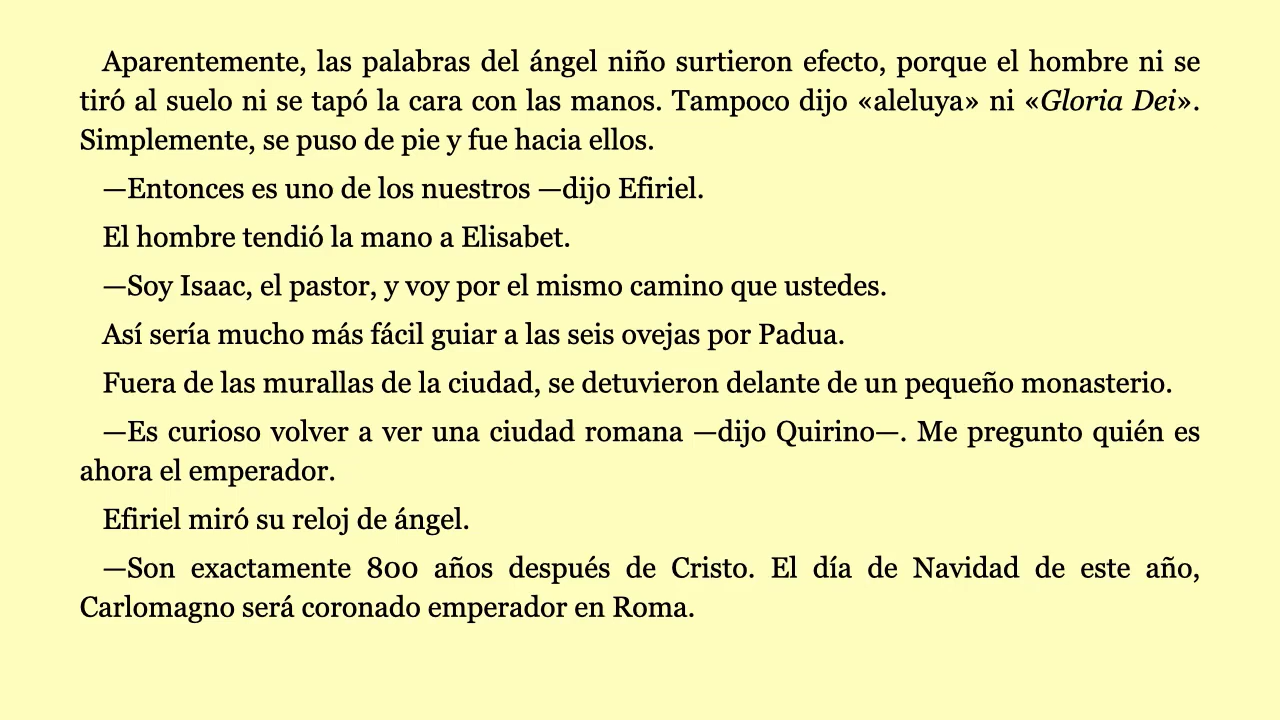 Aparentemente, las palabras del ángel niño surtieron efecto, porque el hombre ni se
tiró al suelo ni se tapó la cara con las manos. Tampoco dijo «aleluya» ni «Gloria Dei».
Simplemente, se puso de pie y fue hacia ellos.
—Entonces es uno de los nuestros —dijo Efiriel.
El hombre tendió la mano a Elisabet.
—Soy Isaac, el pastor, y voy por el mismo camino que ustedes.
Así sería mucho más fácil guiar a las seis ovejas por Padua.
Fuera de las murallas de la ciudad, se detuvieron delante de un pequeño monasterio.
—Es curioso volver a ver una ciudad romana —dijo Quirino—. Me pregunto quién es
ahora el emperador.
Efiriel miró su reloj de ángel.
—Son exactamente 800 años después de Cristo. El día de Navidad de este año,
Carlomagno será coronado emperador en Roma.